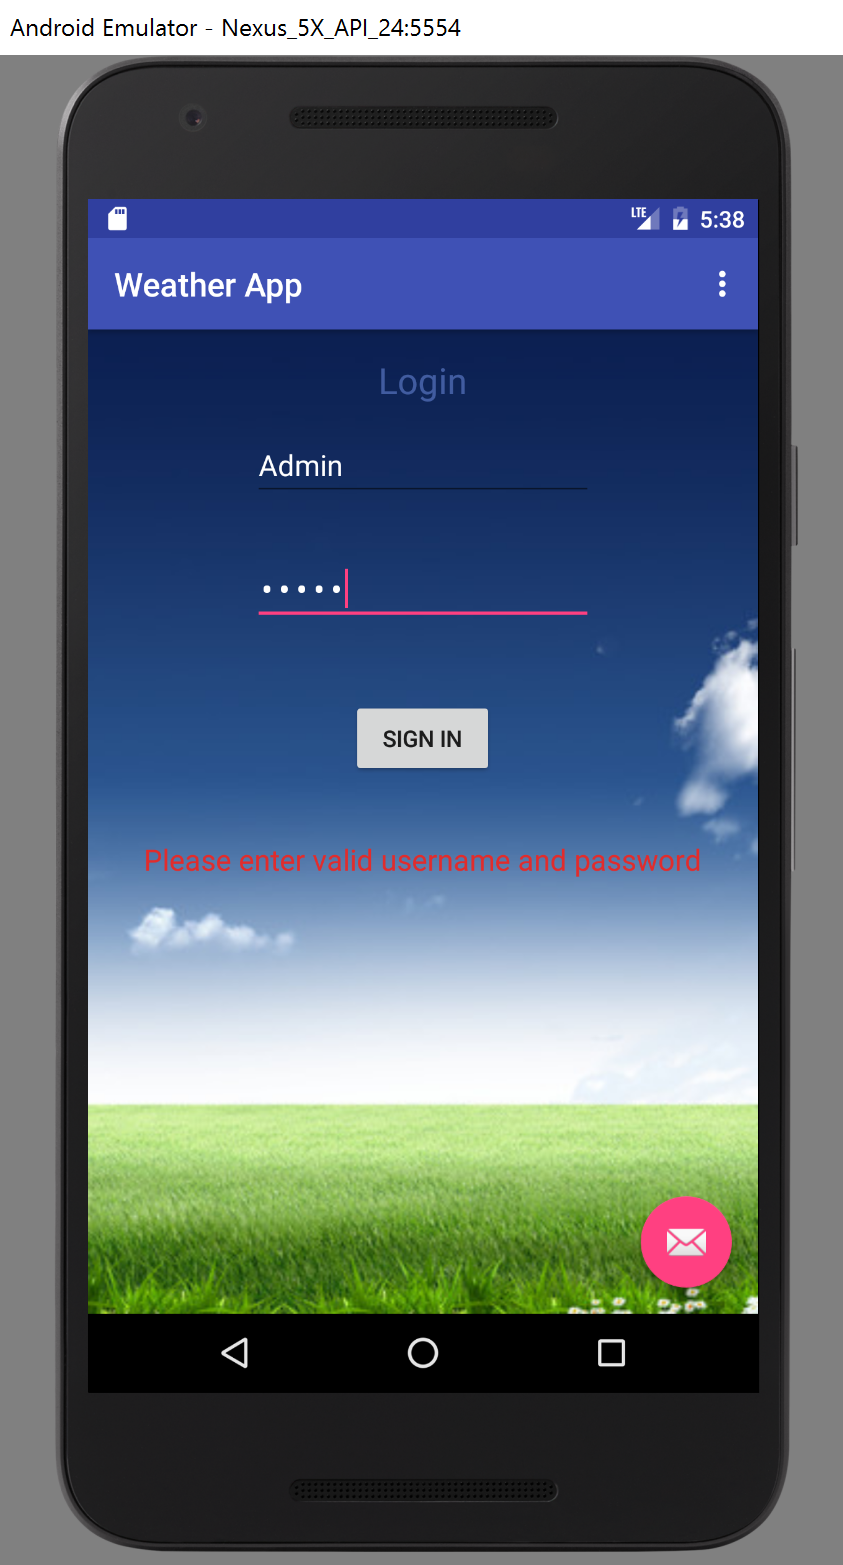 Android Emulator - Nexus_5X_API_24:5554
LTE 5:38
Weather App
Login
Admin
•••••
SIGN IN
Please enter valid username and password